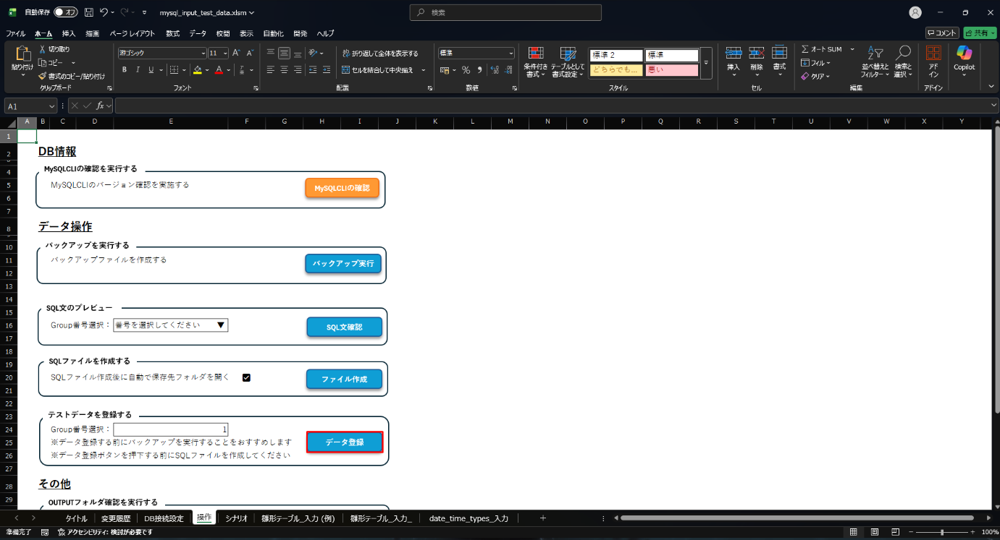 自動保存 オフ mysql_input_test_data.xlsm 検索
ファイル ホーム 挿入 描画 ページ レイアウト 数式 データ 校閲 表示 自動化 開発 ヘルプ コメント 共有
貼り付け 切り取り コピー 書式のコピー/貼り付け クリップボード
游ゴシック 11 A A B I U A フォント
折り返して全体を表示する セルを結合して中央揃え 配置
標準 % 数値
条件付き書式 テーブルとして書式設定 標準 2 標準 どちらでも... 悪い スタイル
挿入 削除 書式 セル
オート SUM フィル クリア 並べ替えとフィルター 検索と選択 編集
アドイン アドイン Copilot
A1 fx
A B C D E F G H I J K L M N O P Q R S T U V W X Y
1
2 DB情報
4 MySQLCLIの確認を実行する
5 MySQLCLIのバージョン確認を実施する MySQLCLIの確認
6
7
8 データ操作
10 バックアップを実行する
11 バックアップファイルを作成する バックアップ実行
12
13
14
15 SQL文のプレビュー
16 Group番号選択： 番号を選択してください ▼ SQL文確認
17
18
19 SQLファイルを作成する
20 SQLファイル作成後に自動で保存先フォルダを開く ファイル作成
21
22
23 テストデータを登録する
24 Group番号選択： 1
25 ※データ登録する前にバックアップを実行することをおすすめします データ登録
26 ※データ登録ボタンを押下する前にSQLファイルを作成してください
27
28 その他
29 OUTPUTフォルダ確認を実行する
タイトル 変更履歴 DB接続設定 操作 シナリオ 雛形テーブル_入力 (例) 雛形テーブル_入力_ date_time_types_入力 +
準備完了 アクセシビリティ: 検討が必要です 100%